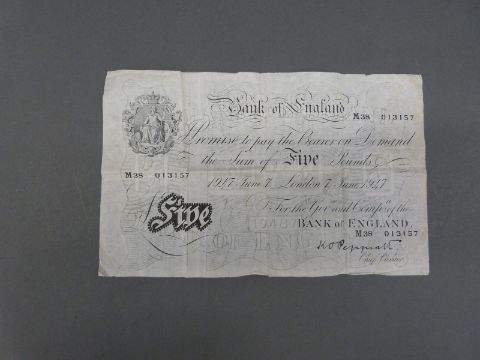 Bank of England
M38 013157
I Promise to pay the Bearer on Demand
the Sum of Five Pounds
M38 013157
1947 June 7 London 7 June 1947
For the Govr. and Compa. of the
BANK OF ENGLAND.
Five
M38 013157
K O Peppiatt
Chief Cashier